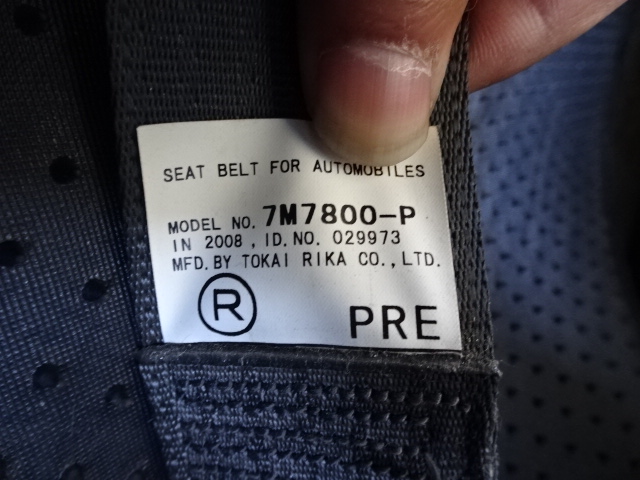 SEAT BELT FOR AUTOMOBILES
MODEL NO. 7M7800-P
IN 2008, ID.NO. 029973
MFD. BY TOKAI RIKA CO., LTD.
R PRE